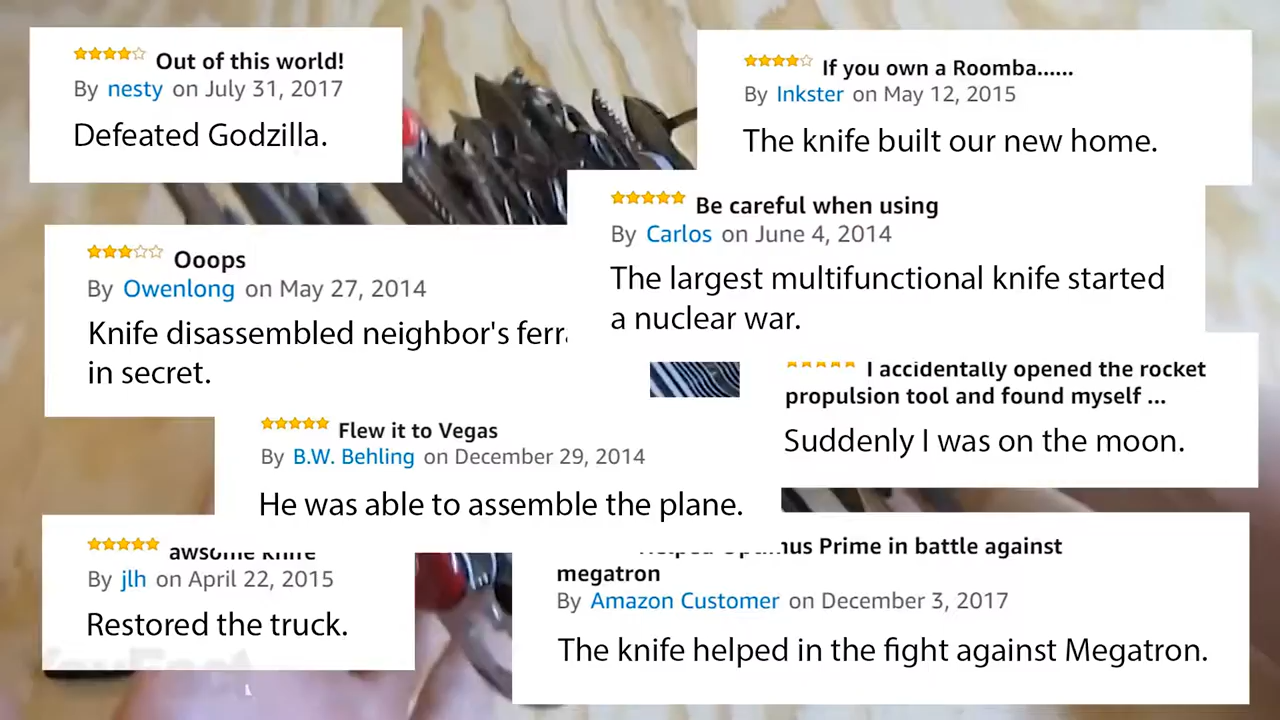 Out of this world!
By nesty on July 31, 2017
Defeated Godzilla.
If you own a Roomba......
By Inkster on May 12, 2015
The knife built our new home.
Be careful when using
By Carlos on June 4, 2014
The largest multifunctional knife started
a nuclear war.
Ooops
By Owenlong on May 27, 2014
Knife disassembled neighbor's
in secret.
I accidentally opened the rocket
propulsion tool and found myself ...
Suddenly I was on the moon.
Flew it to Vegas
By B.W. Behling on December 29, 2014
He was able to assemble the plane.
awsome knife
By jlh on April 22, 2015
Restored the truck.
Helped Optimus Prime in battle against
megatron
By Amazon Customer on December 3, 2017
The knife helped in the fight against Megatron.